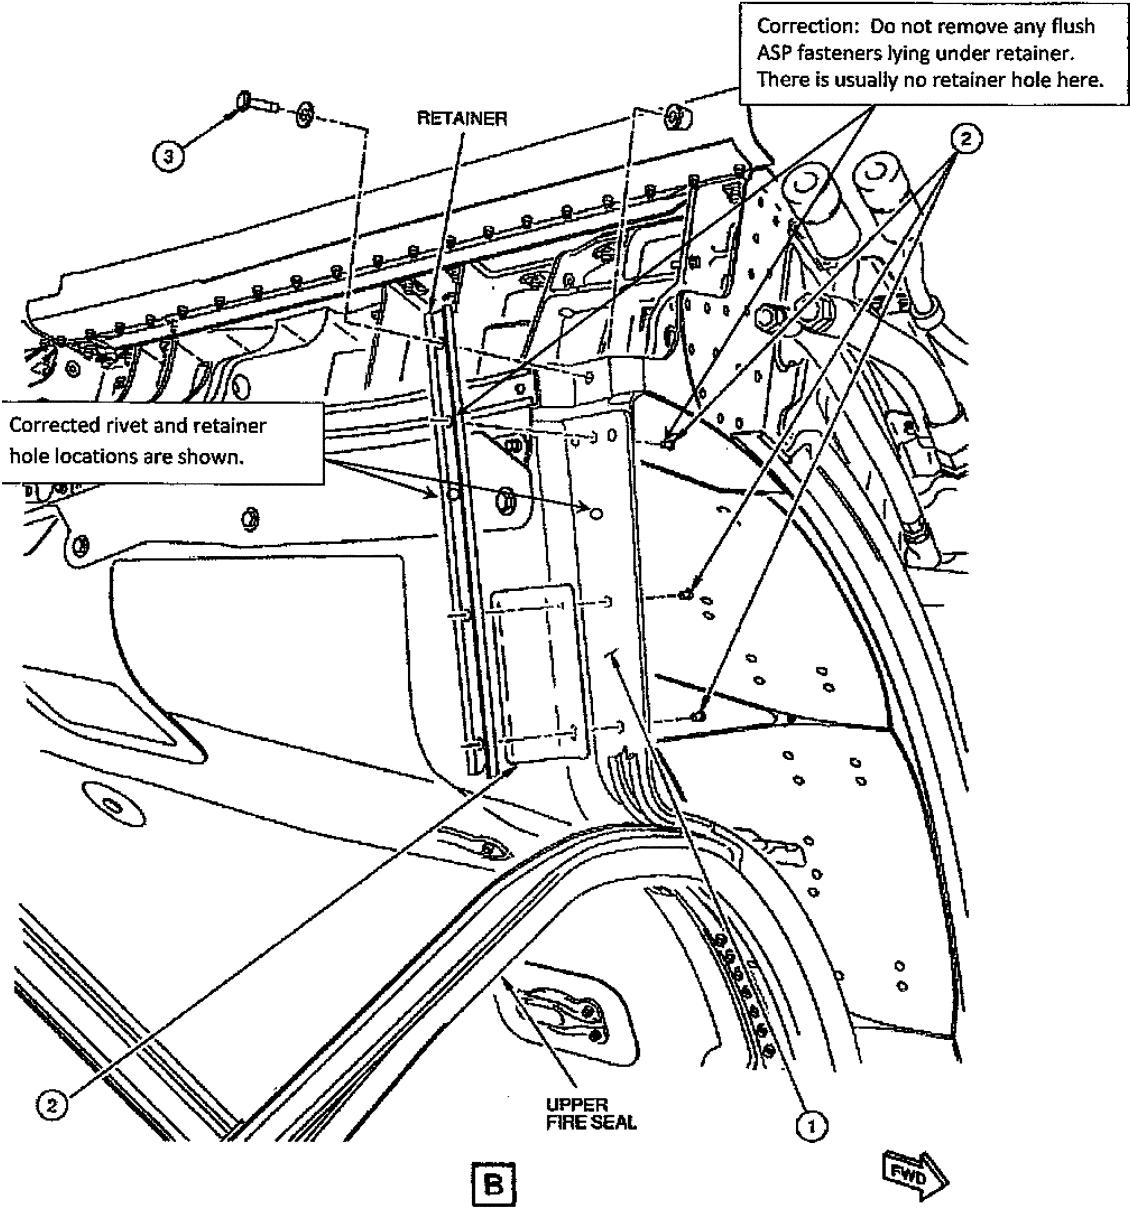 Correction: Do not remove any flush
ASP fasteners lying under retainer.
There is usually no retainer hole here.
RETAINER
3
2
Corrected rivet and retainer
hole locations are shown.
2
UPPER
FIRE SEAL
1
B
FWD